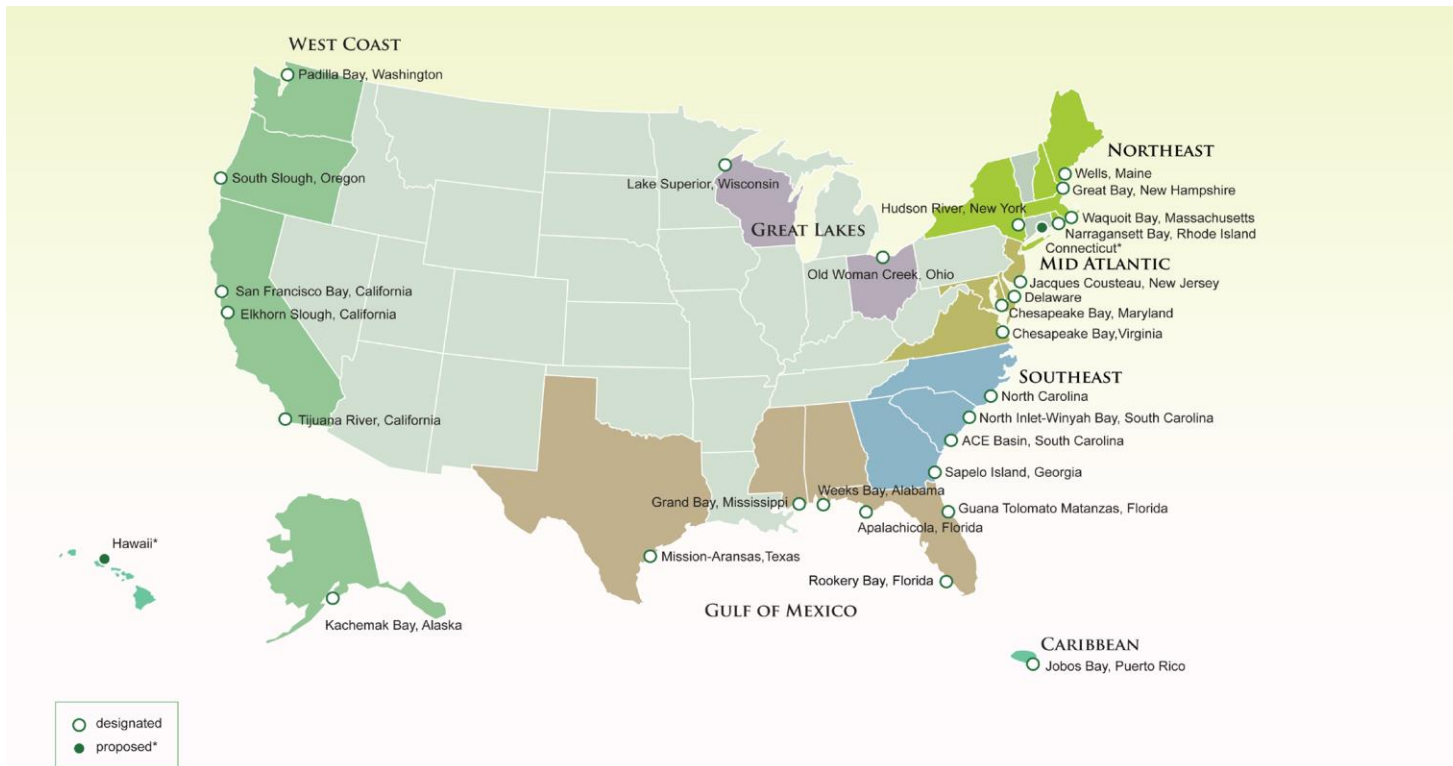 WEST COAST
Padilla Bay, Washington
South Slough, Oregon
San Francisco Bay, California
Elkhorn Slough, California
Tijuana River, California
Lake Superior, Wisconsin
GREAT LAKES
Old Woman Creek, Ohio
NORTHEAST
Wells, Maine
Great Bay, New Hampshire
Hudson River, New York
Waquoit Bay, Massachusetts
Narragansett Bay, Rhode Island
Connecticut*
MID ATLANTIC
Jacques Cousteau, New Jersey
Delaware
Chesapeake Bay, Maryland
Chesapeake Bay,Virginia
SOUTHEAST
North Carolina
North Inlet-Winyah Bay, South Carolina
ACE Basin, South Carolina
Sapelo Island, Georgia
Weeks Bay, Alabama
Grand Bay, Mississippi
Guana Tolomato Matanzas, Florida
Apalachicola, Florida
Mission-Aransas,Texas
Rookery Bay, Florida
GULF OF MEXICO
Hawaii*
Kachemak Bay, Alaska
CARIBBEAN
Jobos Bay, Puerto Rico
designated
proposed*